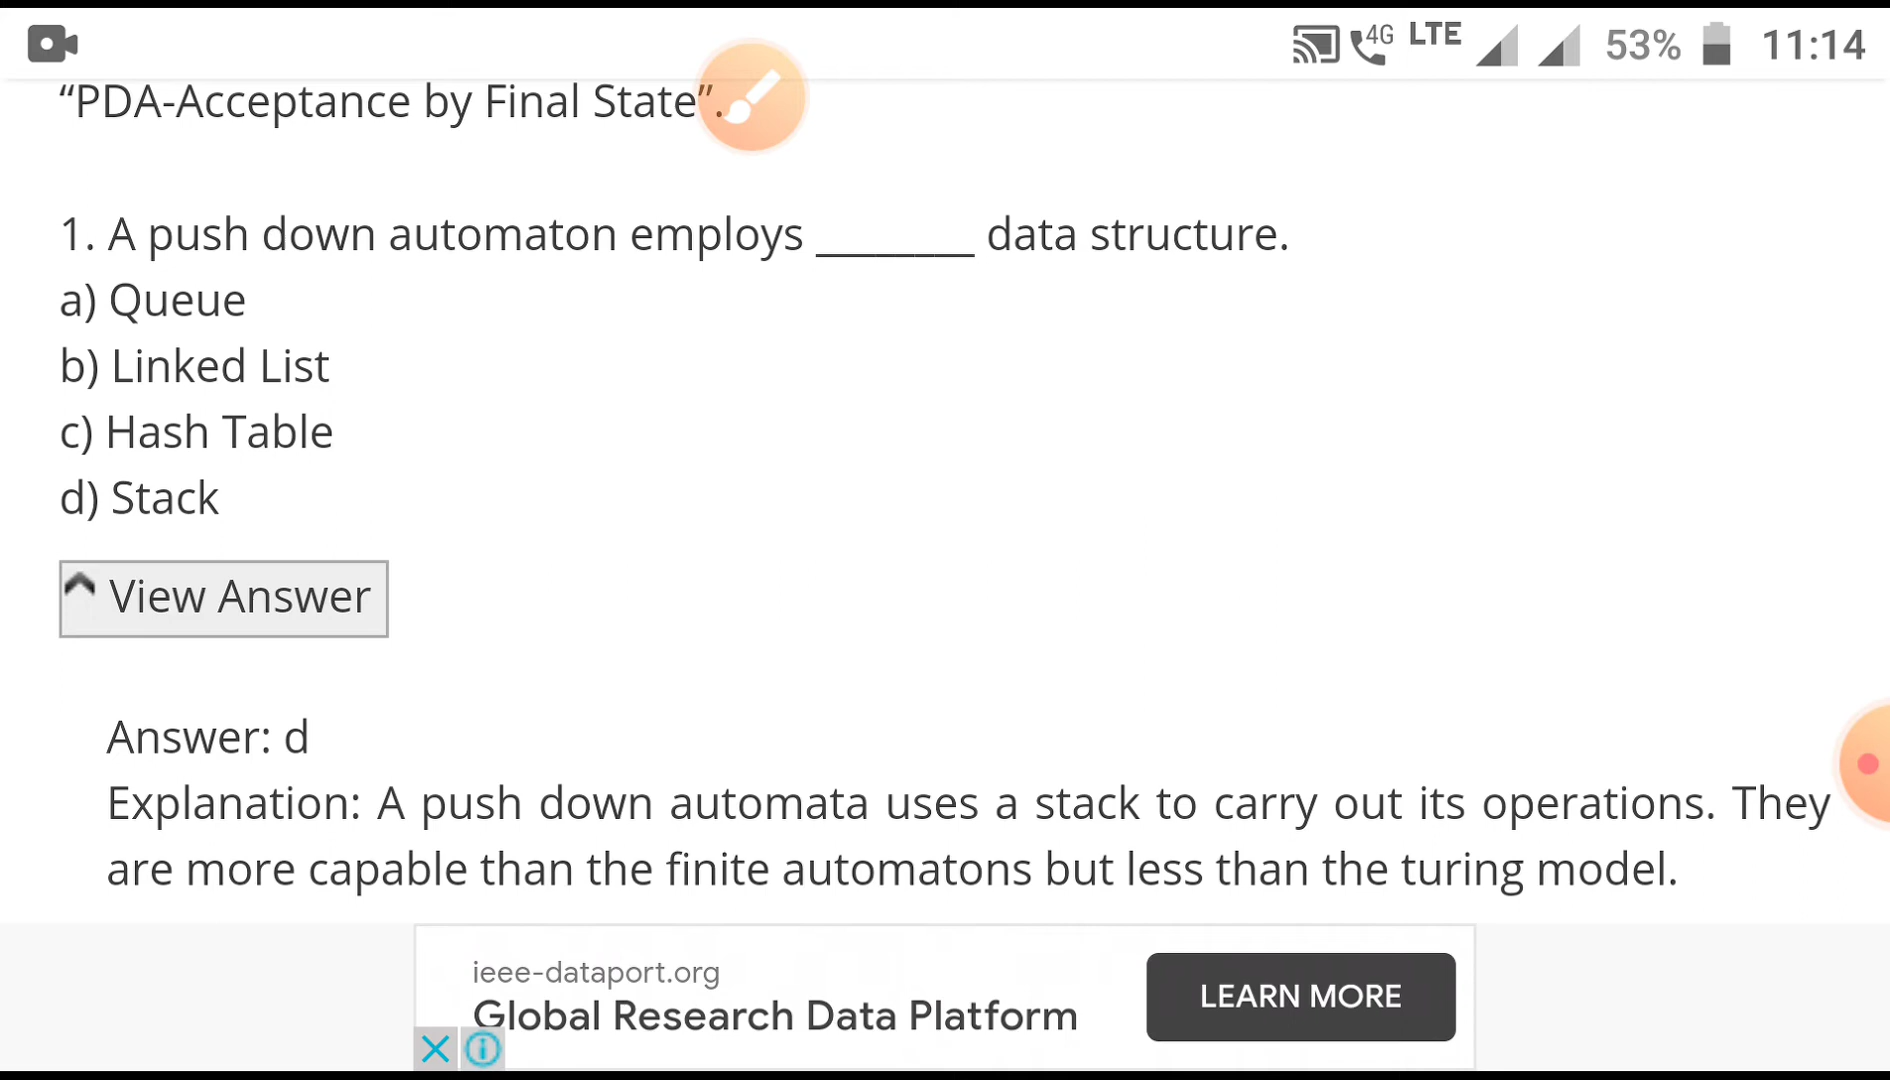 4G LTE 53% 11:14
“PDA-Acceptance by Final State”.
1. A push down automaton employs ________ data structure.
a) Queue
b) Linked List
c) Hash Table
d) Stack
View Answer
Answer: d
Explanation: A push down automata uses a stack to carry out its operations. They
are more capable than the finite automatons but less than the turing model.
ieee-dataport.org
Global Research Data Platform
LEARN MORE